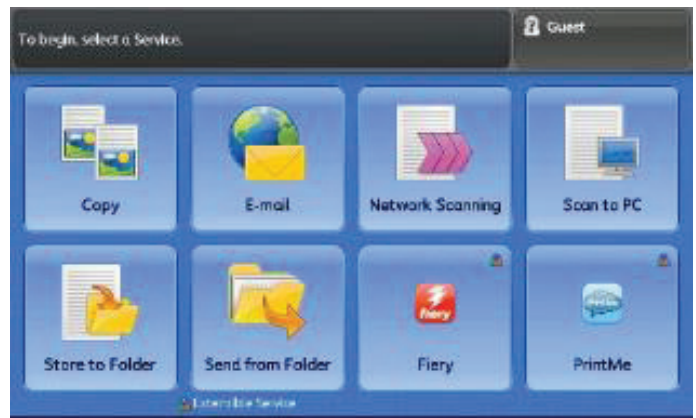 To begin, select a Service.
Guest
Copy
E-mail
Network Scanning
Scan to PC
Store to Folder
Send from Folder
fiery
Fiery
PrintMe
Extensible Service